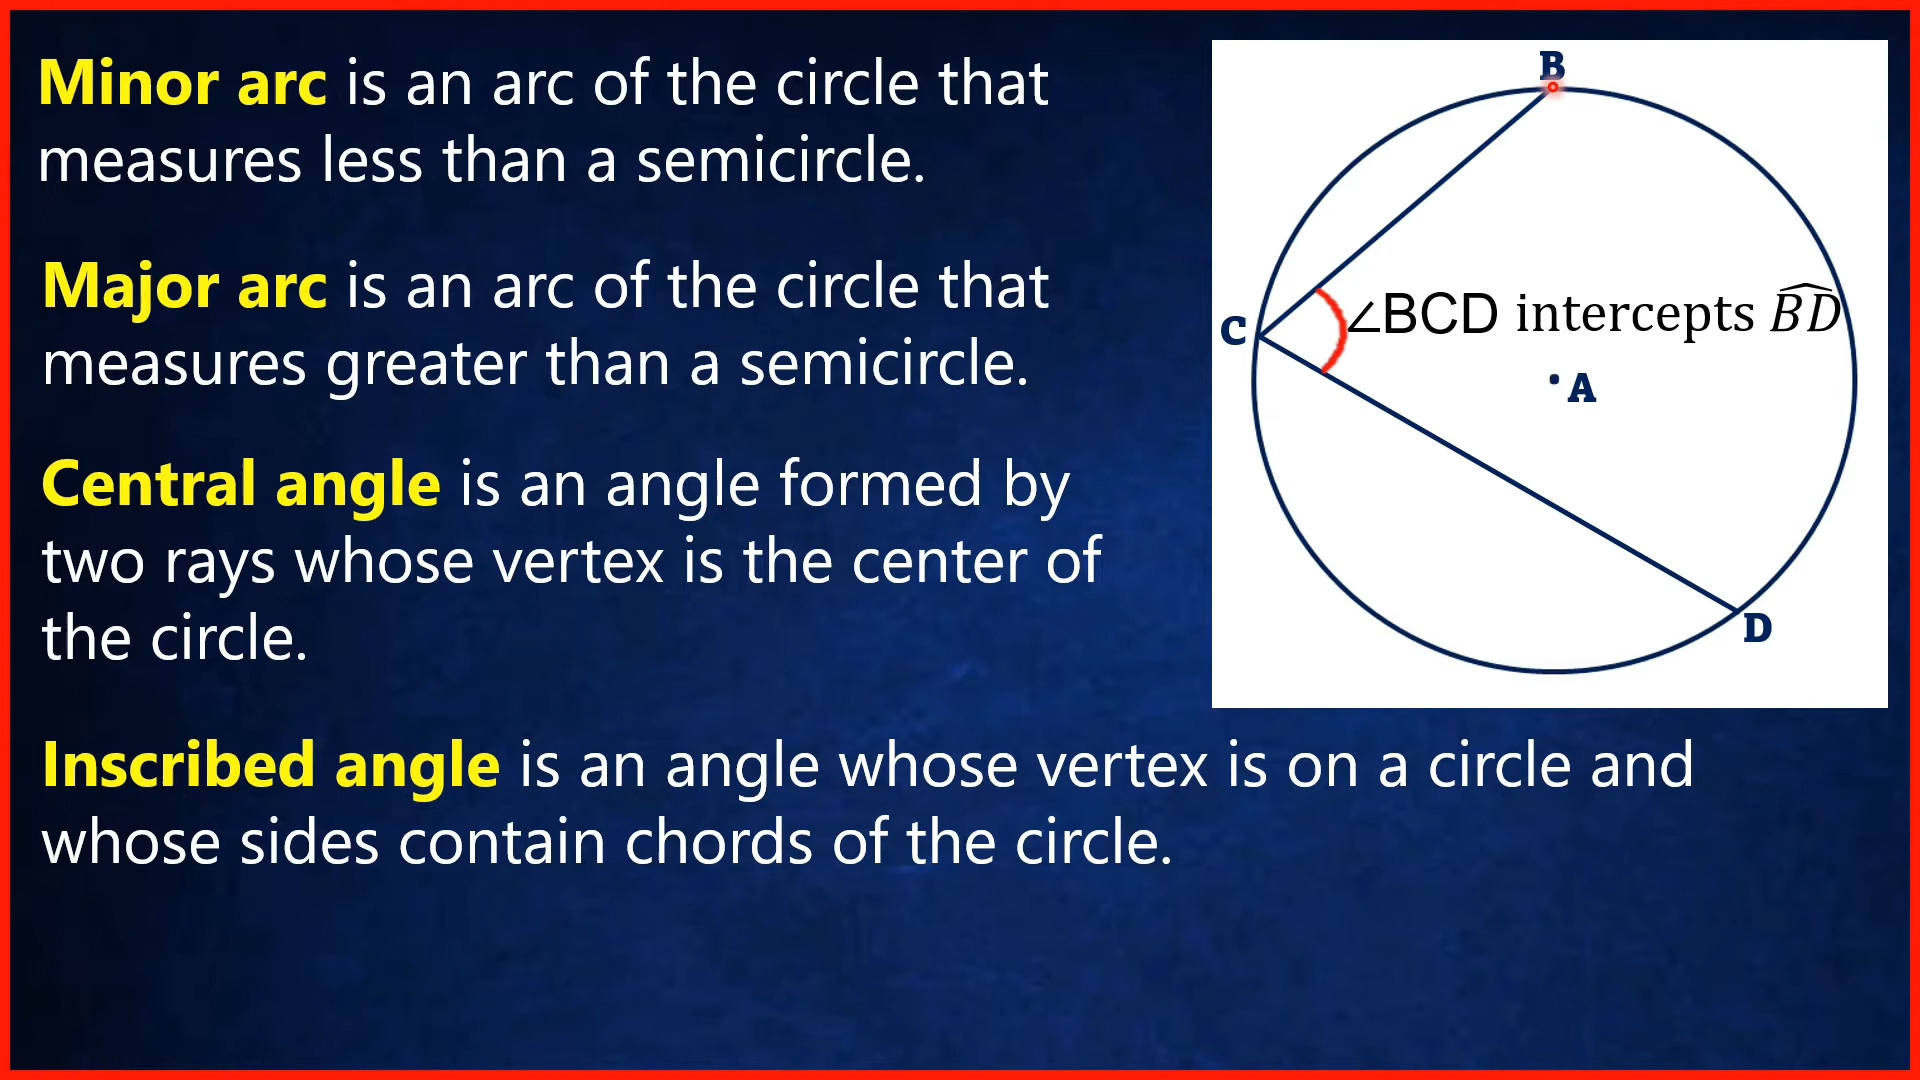 Minor arc is an arc of the circle that
measures less than a semicircle.
Major arc is an arc of the circle that
measures greater than a semicircle.
Central angle is an angle formed by
two rays whose vertex is the center of
the circle.
Inscribed angle is an angle whose vertex is on a circle and
whose sides contain chords of the circle.
B
C
∠BCD intercepts B͡D
A
D